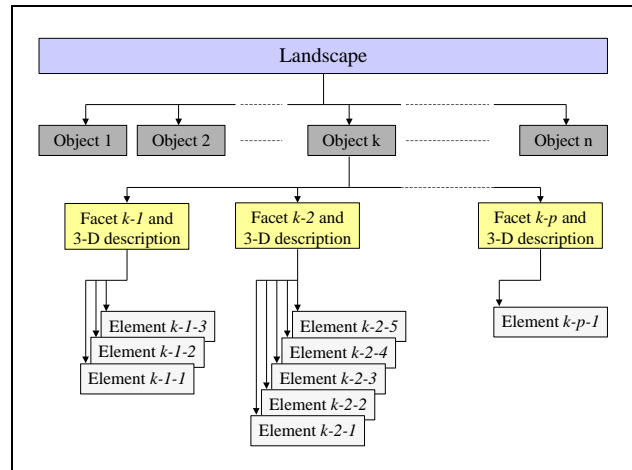 Landscape
Object 1
Object 2
Object k
Object n
Facet k-1 and
3-D description
Facet k-2 and
3-D description
Facet k-p and
3-D description
Element k-1-3
Element k-1-2
Element k-1-1
Element k-2-5
Element k-2-4
Element k-2-3
Element k-2-2
Element k-2-1
Element k-p-1